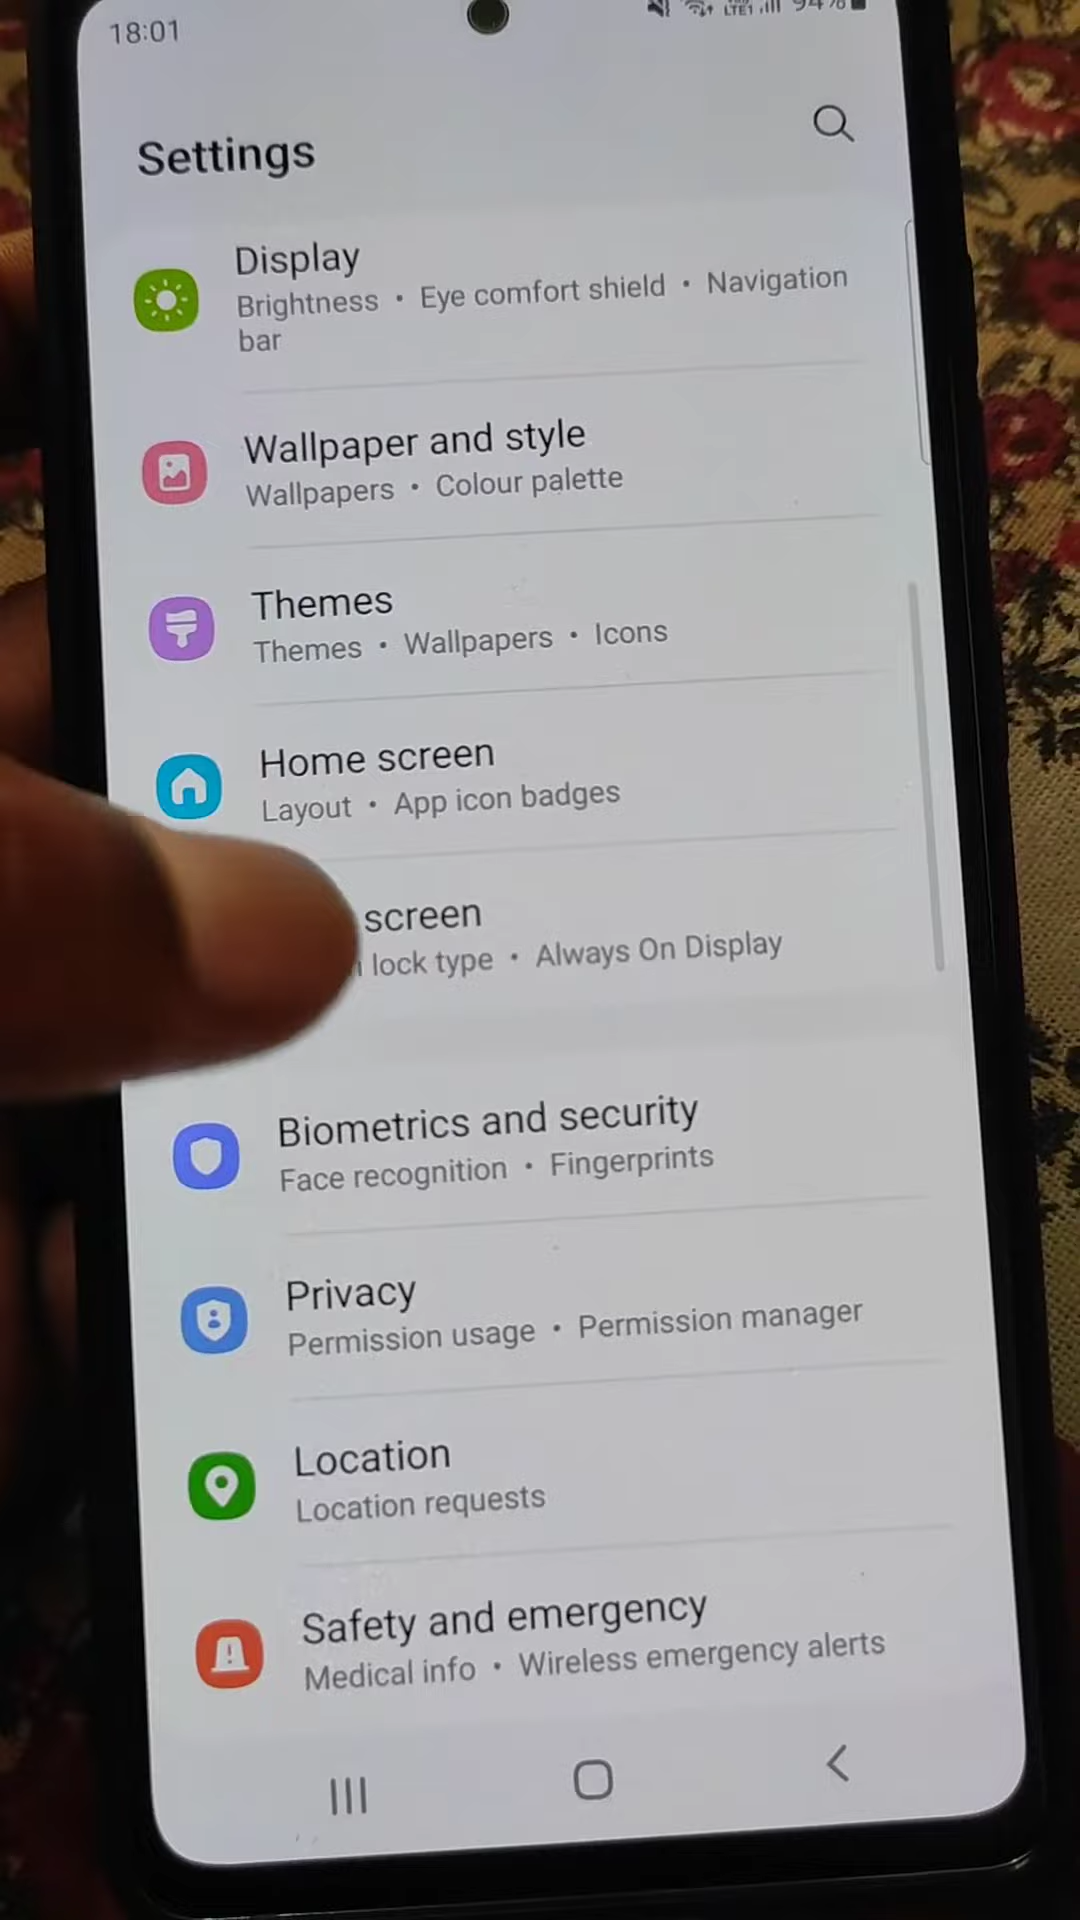 18:01
LTE1 94%
Settings
Display
Brightness • Eye comfort shield • Navigation
bar
Wallpaper and style
Wallpapers • Colour palette
Themes
Themes • Wallpapers • Icons
Home screen
Layout • App icon badges
screen
lock type • Always On Display
Biometrics and security
Face recognition • Fingerprints
Privacy
Permission usage • Permission manager
Location
Location requests
Safety and emergency
Medical info • Wireless emergency alerts